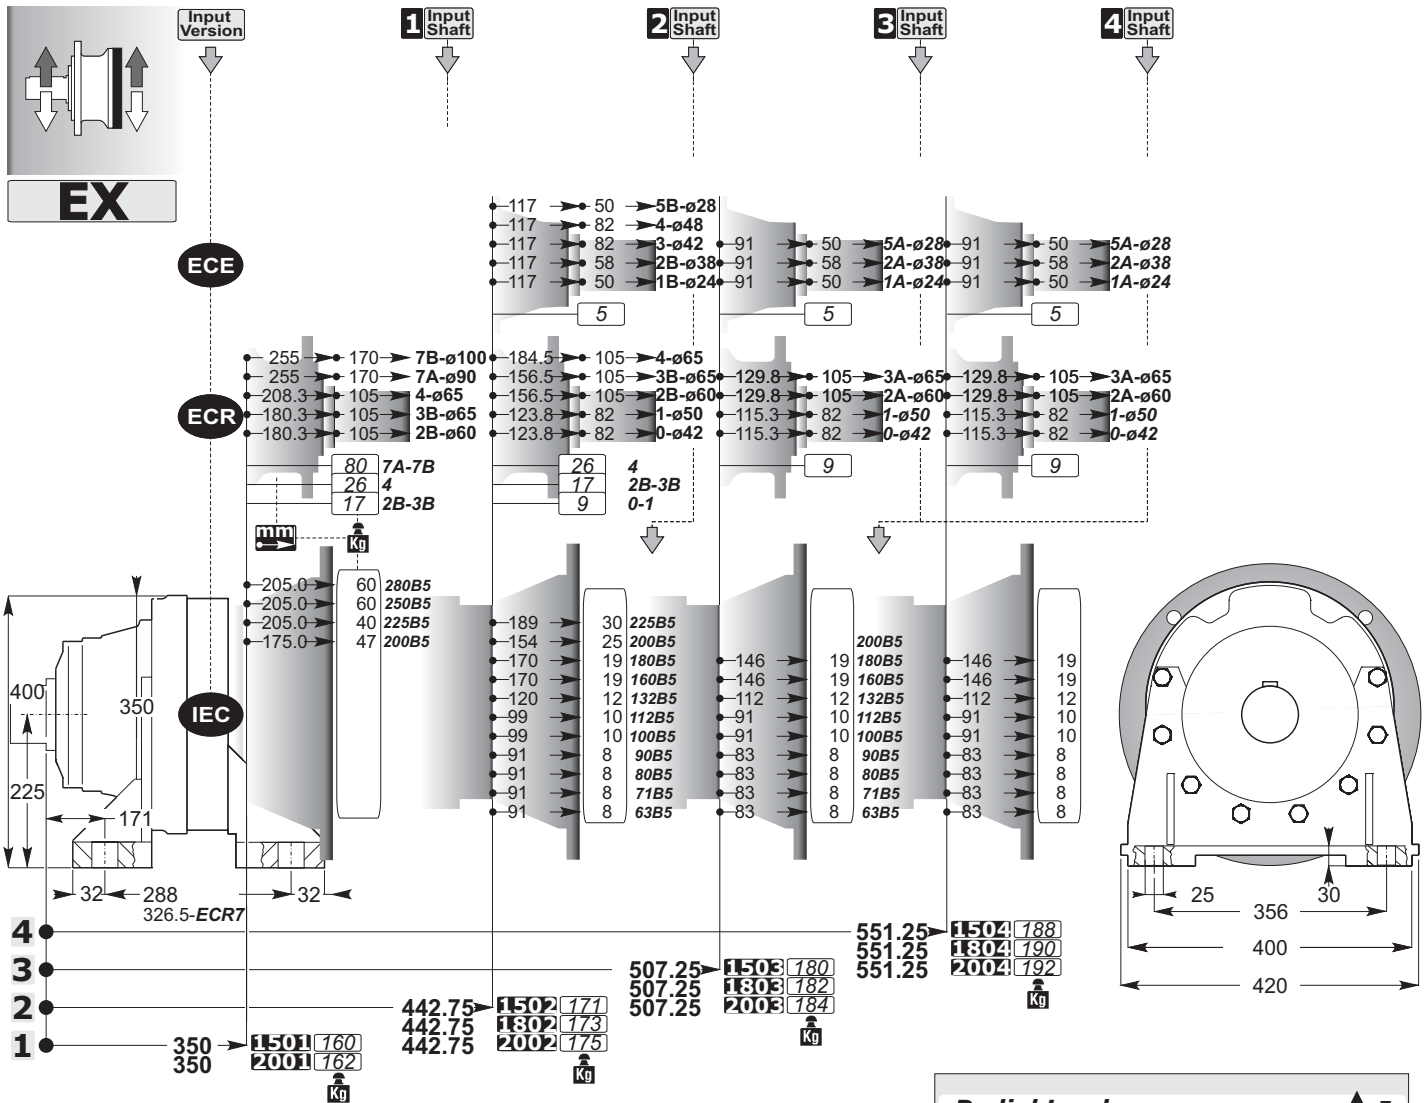 Input Version
1 Input Shaft
2 Input Shaft
3 Input Shaft
4 Input Shaft
EX
ECE
117 50 5B-ø28
117 82 4-ø48
117 82 3-ø42 91 50 5A-ø28 91 50 5A-ø28
117 58 2B-ø38 91 58 2A-ø38 91 58 2A-ø38
117 50 1B-ø24 91 50 1A-ø24 91 50 1A-ø24
5 5 5
ECR
255 170 7B-ø100 184.5 105 4-ø65
255 170 7A-ø90 156.5 105 3B-ø65 129.8 105 3A-ø65 129.8 105 3A-ø65
208.3 105 4-ø65 156.5 105 2B-ø60 129.8 105 2A-ø60 129.8 105 2A-ø60
180.3 105 3B-ø65 123.8 82 1-ø50 115.3 82 1-ø50 115.3 82 1-ø50
180.3 105 2B-ø60 123.8 82 0-ø42 115.3 82 0-ø42 115.3 82 0-ø42
80 7A-7B 26 4 9 9
26 4 17 2B-3B
17 2B-3B 9 0-1
mm Kg
IEC
205.0 60 280B5
205.0 60 250B5
205.0 40 225B5 189 30 225B5
175.0 47 200B5 154 25 200B5 200B5
170 19 180B5 146 19 180B5 146 19
170 19 160B5 146 19 160B5 146 19
120 12 132B5 112 12 132B5 112 12
99 10 112B5 91 10 112B5 91 10
99 10 100B5 91 10 100B5 91 10
91 8 90B5 83 8 90B5 83 8
91 8 80B5 83 8 80B5 83 8
91 8 71B5 83 8 71B5 83 8
91 8 63B5 83 8 63B5 83 8
400 350
225
171
32 288 32
326.5-ECR7
25 30
356
400
420
4 551.25 1504 188
551.25 1804 190
551.25 2004 192
Kg
3 507.25 1503 180
507.25 1803 182
507.25 2003 184
Kg
2 442.75 1502 171
442.75 1802 173
442.75 2002 175
Kg
1 350 1501 160
350 2001 162
Kg